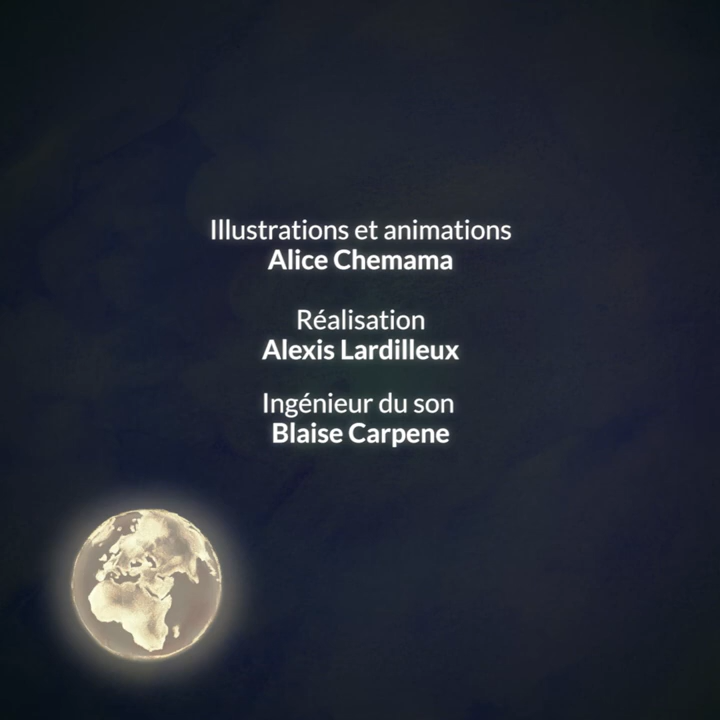 Illustrations et animations
Alice Chemama
Réalisation
Alexis Lardilleux
Ingénieur du son
Blaise Carpene